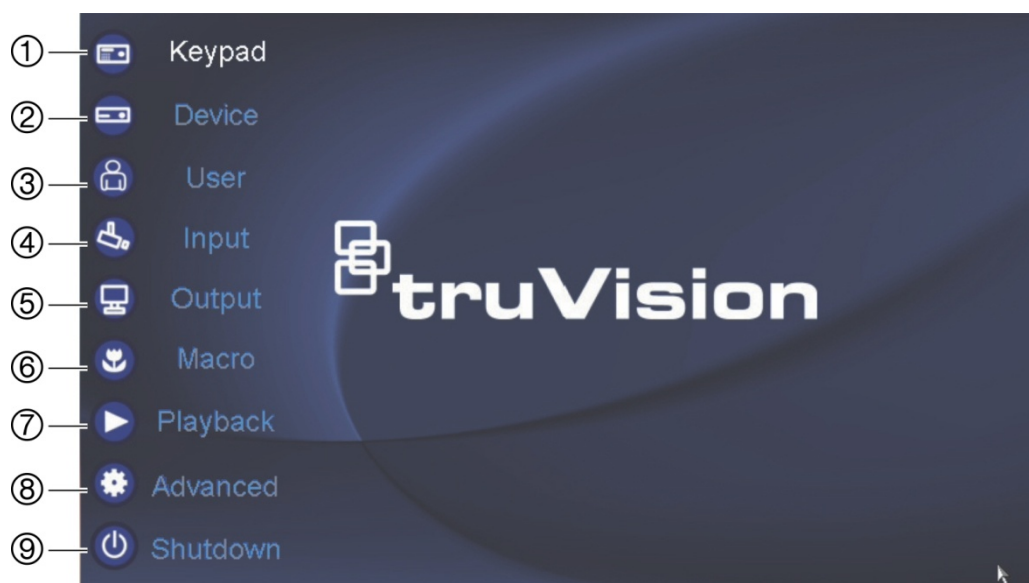 ① Keypad
② Device
③ User
④ Input
⑤ Output
⑥ Macro
⑦ Playback
⑧ Advanced
⑨ Shutdown
truVision